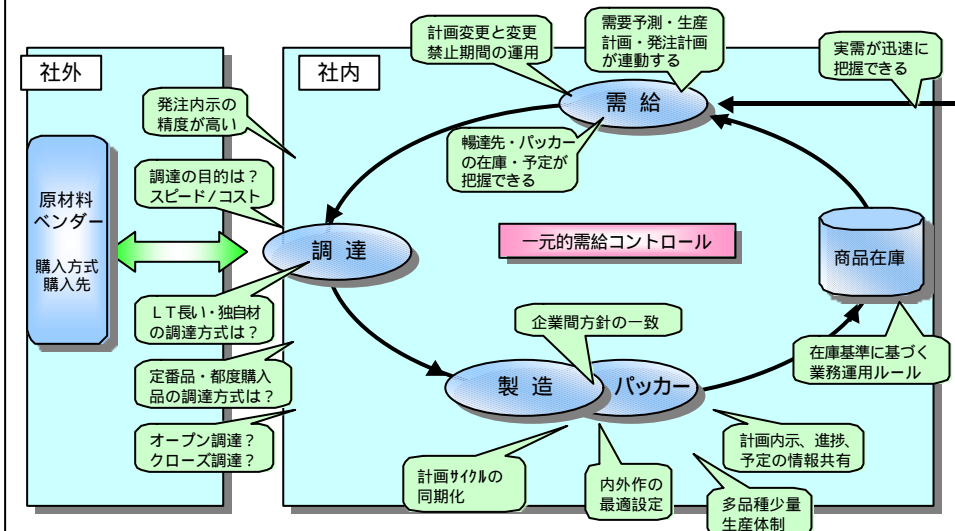 計画変更と変更
禁止期間の運用
需要予測・生産
計画・発注計画
が連動する
実需が迅速に
把握できる
社外
社内
需 給
発注内示の
精度が高い
暢達先・パッカー
の在庫・予定が
把握できる
調達の目的は?
スピード/コスト
原材料
ベンダー
購入方式
購入先
調 達
一元的需給コントロール
商品在庫
LT長い・独自材
の調達方式は?
企業間方針の一致
在庫基準に基づく
業務運用ルール
定番品・都度購入
品の調達方式は?
製 造
パッカー
オープン調達?
クローズ調達?
計画内示、進捗、
予定の情報共有
計画サイクルの
同期化
内外作の
最適設定
多品種少量
生産体制